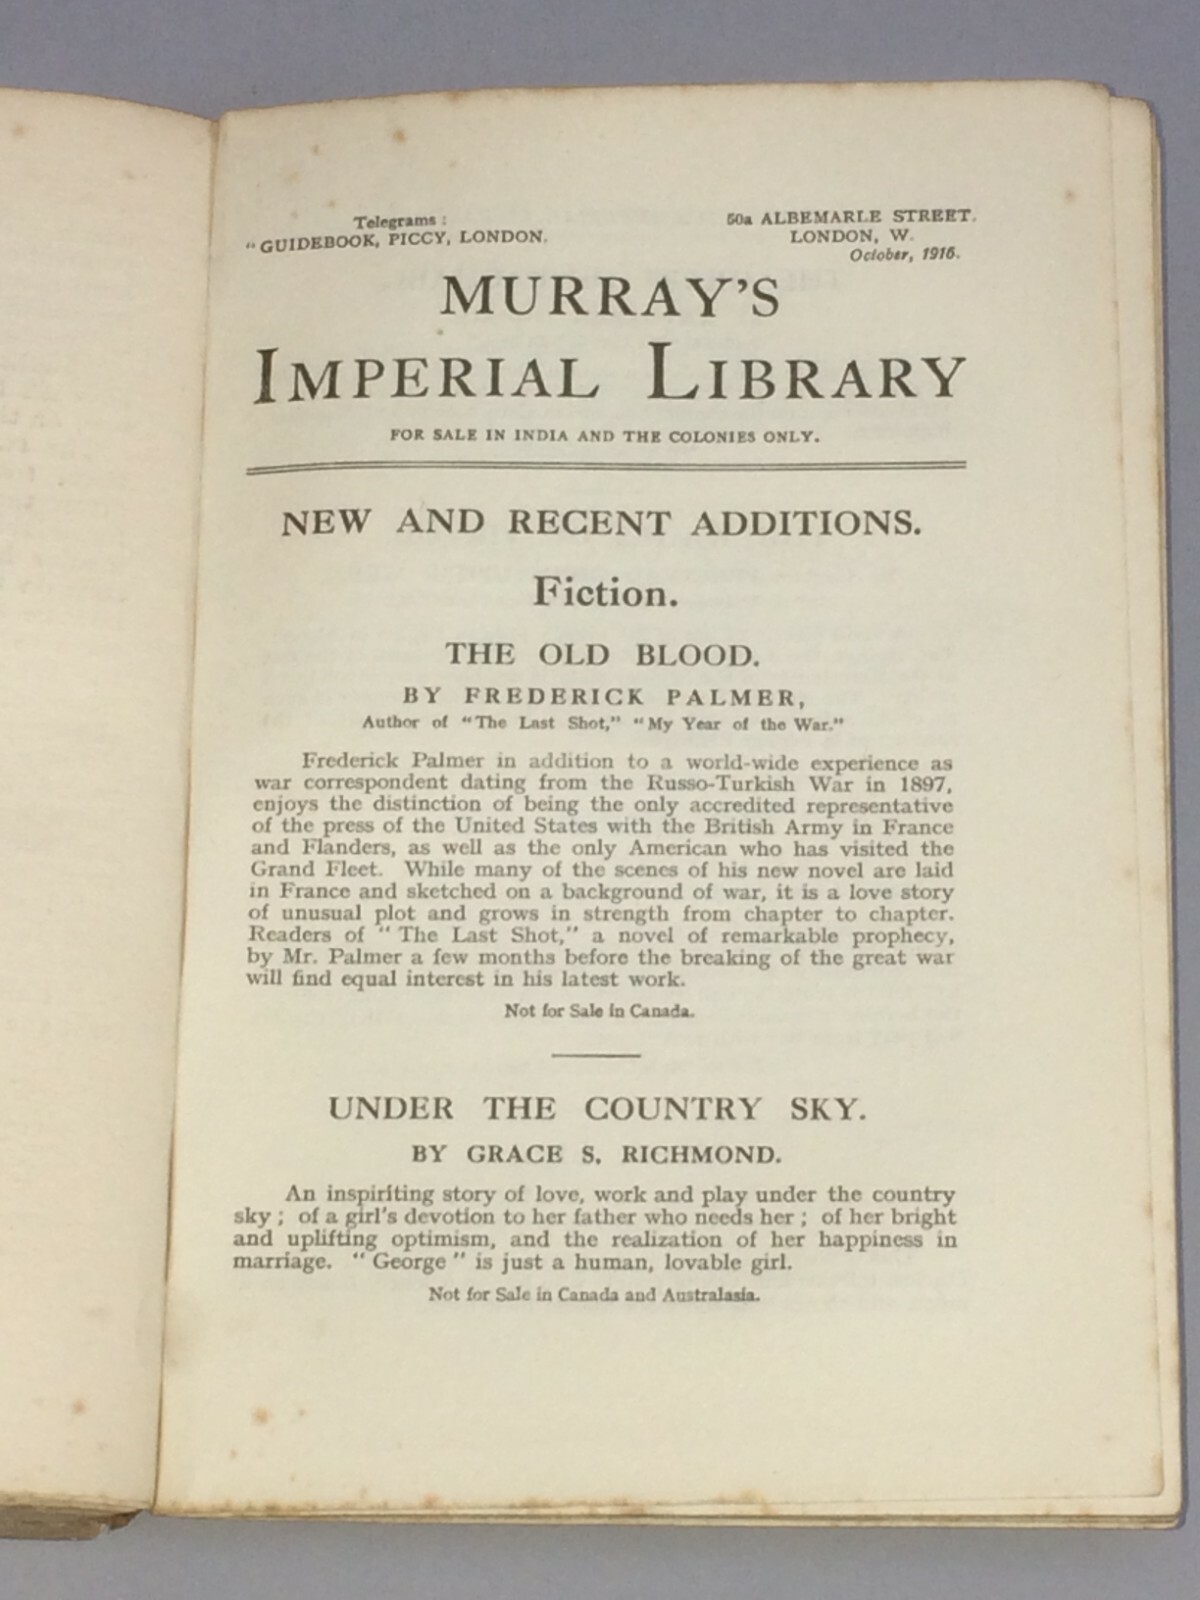 Telegrams :
“GUIDEBOOK, PICCY, LONDON.
50a ALBEMARLE STREET.
LONDON, W.
October, 1916.
MURRAY’S
IMPERIAL LIBRARY
FOR SALE IN INDIA AND THE COLONIES ONLY.
NEW AND RECENT ADDITIONS.
Fiction.
THE OLD BLOOD.
BY FREDERICK PALMER,
Author of “The Last Shot,” “My Year of the War.”
Frederick Palmer in addition to a world-wide experience as
war correspondent dating from the Russo-Turkish War in 1897,
enjoys the distinction of being the only accredited representative
of the press of the United States with the British Army in France
and Flanders, as well as the only American who has visited the
Grand Fleet. While many of the scenes of his new novel are laid
in France and sketched on a background of war, it is a love story
of unusual plot and grows in strength from chapter to chapter.
Readers of “The Last Shot,” a novel of remarkable prophecy,
by Mr. Palmer a few months before the breaking of the great war
will find equal interest in his latest work.
Not for Sale in Canada.
UNDER THE COUNTRY SKY.
BY GRACE S. RICHMOND.
An inspiriting story of love, work and play under the country
sky ; of a girl’s devotion to her father who needs her ; of her bright
and uplifting optimism, and the realization of her happiness in
marriage. “ George ” is just a human, lovable girl.
Not for Sale in Canada and Australasia.